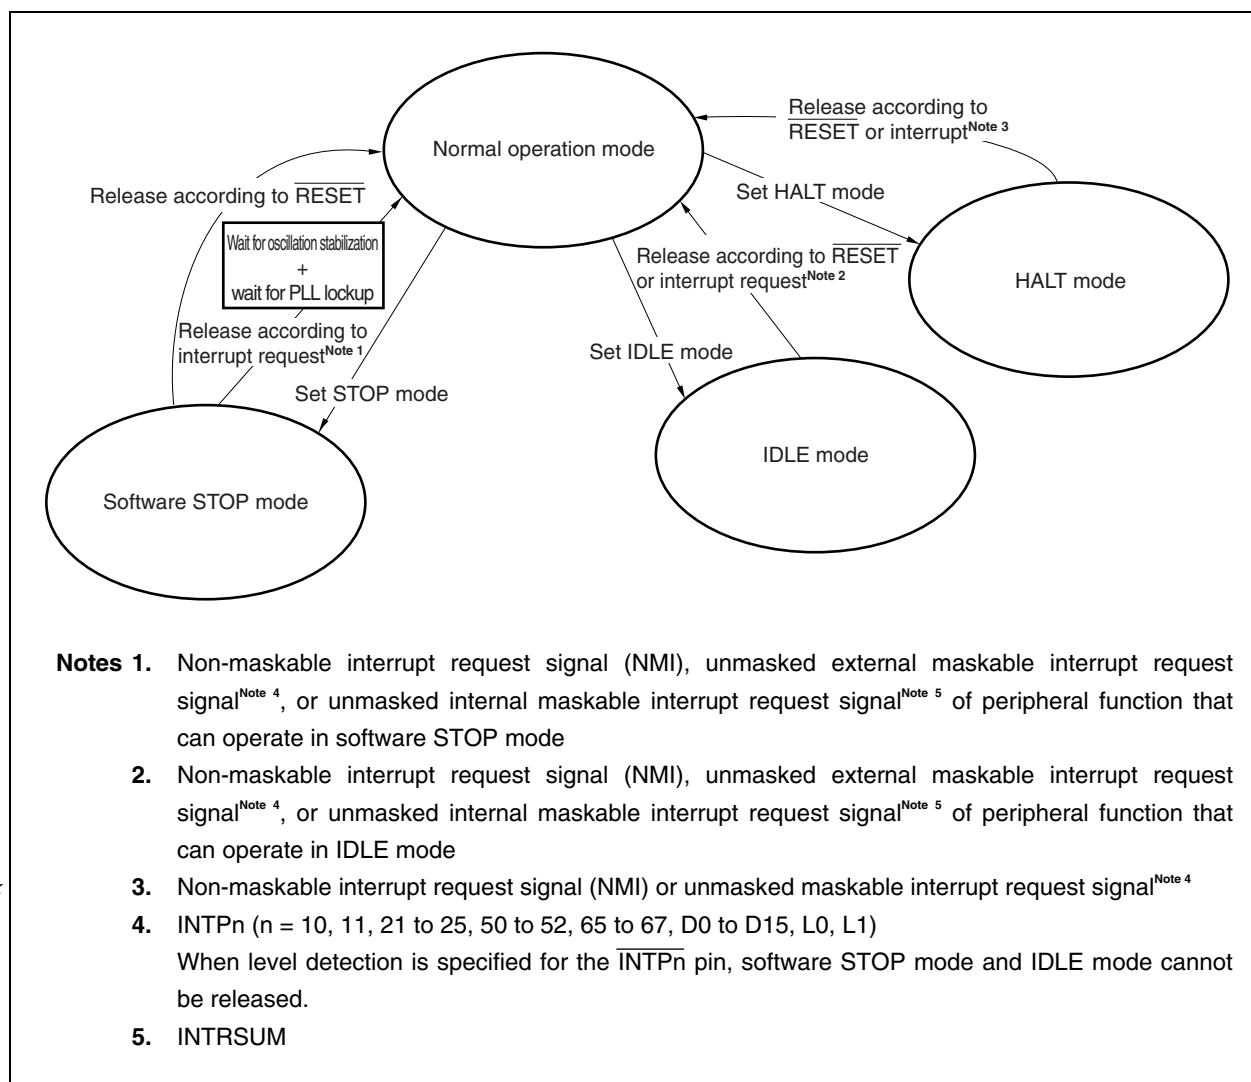 Normal operation mode
Release according to
RESET or interrupt Note 3
Release according to RESET
Set HALT mode
Wait for oscillation stabilization
+
wait for PLL lockup
Release according to RESET
or interrupt request Note 2
HALT mode
Release according to
interrupt request Note 1
Set IDLE mode
Set STOP mode
IDLE mode
Software STOP mode
Notes 1. Non-maskable interrupt request signal (NMI), unmasked external maskable interrupt request
signal Note 4, or unmasked internal maskable interrupt request signal Note 5 of peripheral function that
can operate in software STOP mode
2. Non-maskable interrupt request signal (NMI), unmasked external maskable interrupt request
signal Note 4, or unmasked internal maskable interrupt request signal Note 5 of peripheral function that
can operate in IDLE mode
3. Non-maskable interrupt request signal (NMI) or unmasked maskable interrupt request signal Note 4
4. INTPn (n = 10, 11, 21 to 25, 50 to 52, 65 to 67, D0 to D15, L0, L1)
When level detection is specified for the INTPn pin, software STOP mode and IDLE mode cannot
be released.
5. INTRSUM